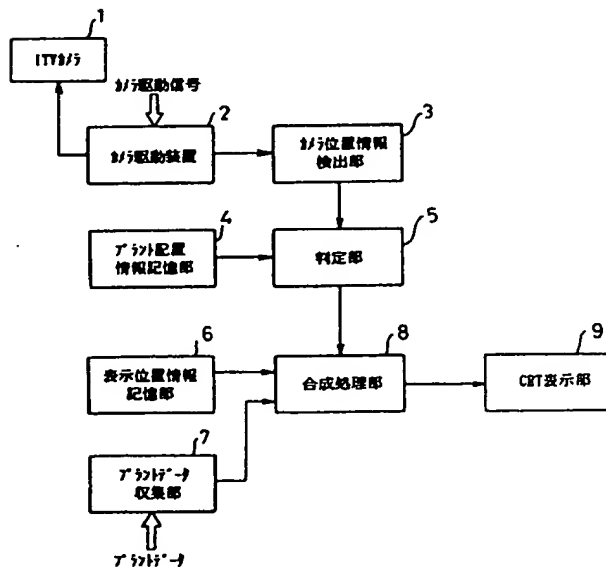 1
ITVカメラ
カメラ駆動信号
2
カメラ駆動装置
3
カメラ位置情報
検出部
4
プラント配置
情報記憶部
5
判定部
6
表示位置情報
記憶部
8
合成処理部
9
CRT表示部
7
プラントデータ
収集部
プラントデータ